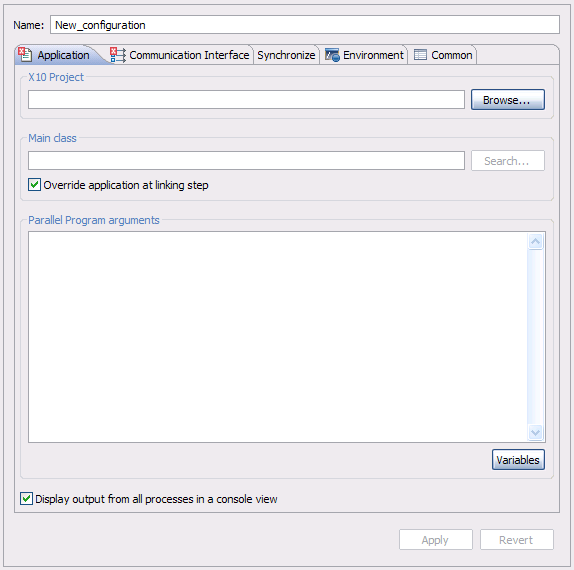 Name: New_configuration
Application Communication Interface Synchronize Environment Common
X10 Project
Browse...
Main class
Search...
Override application at linking step
Parallel Program arguments
Variables
Display output from all processes in a console view
Apply Revert